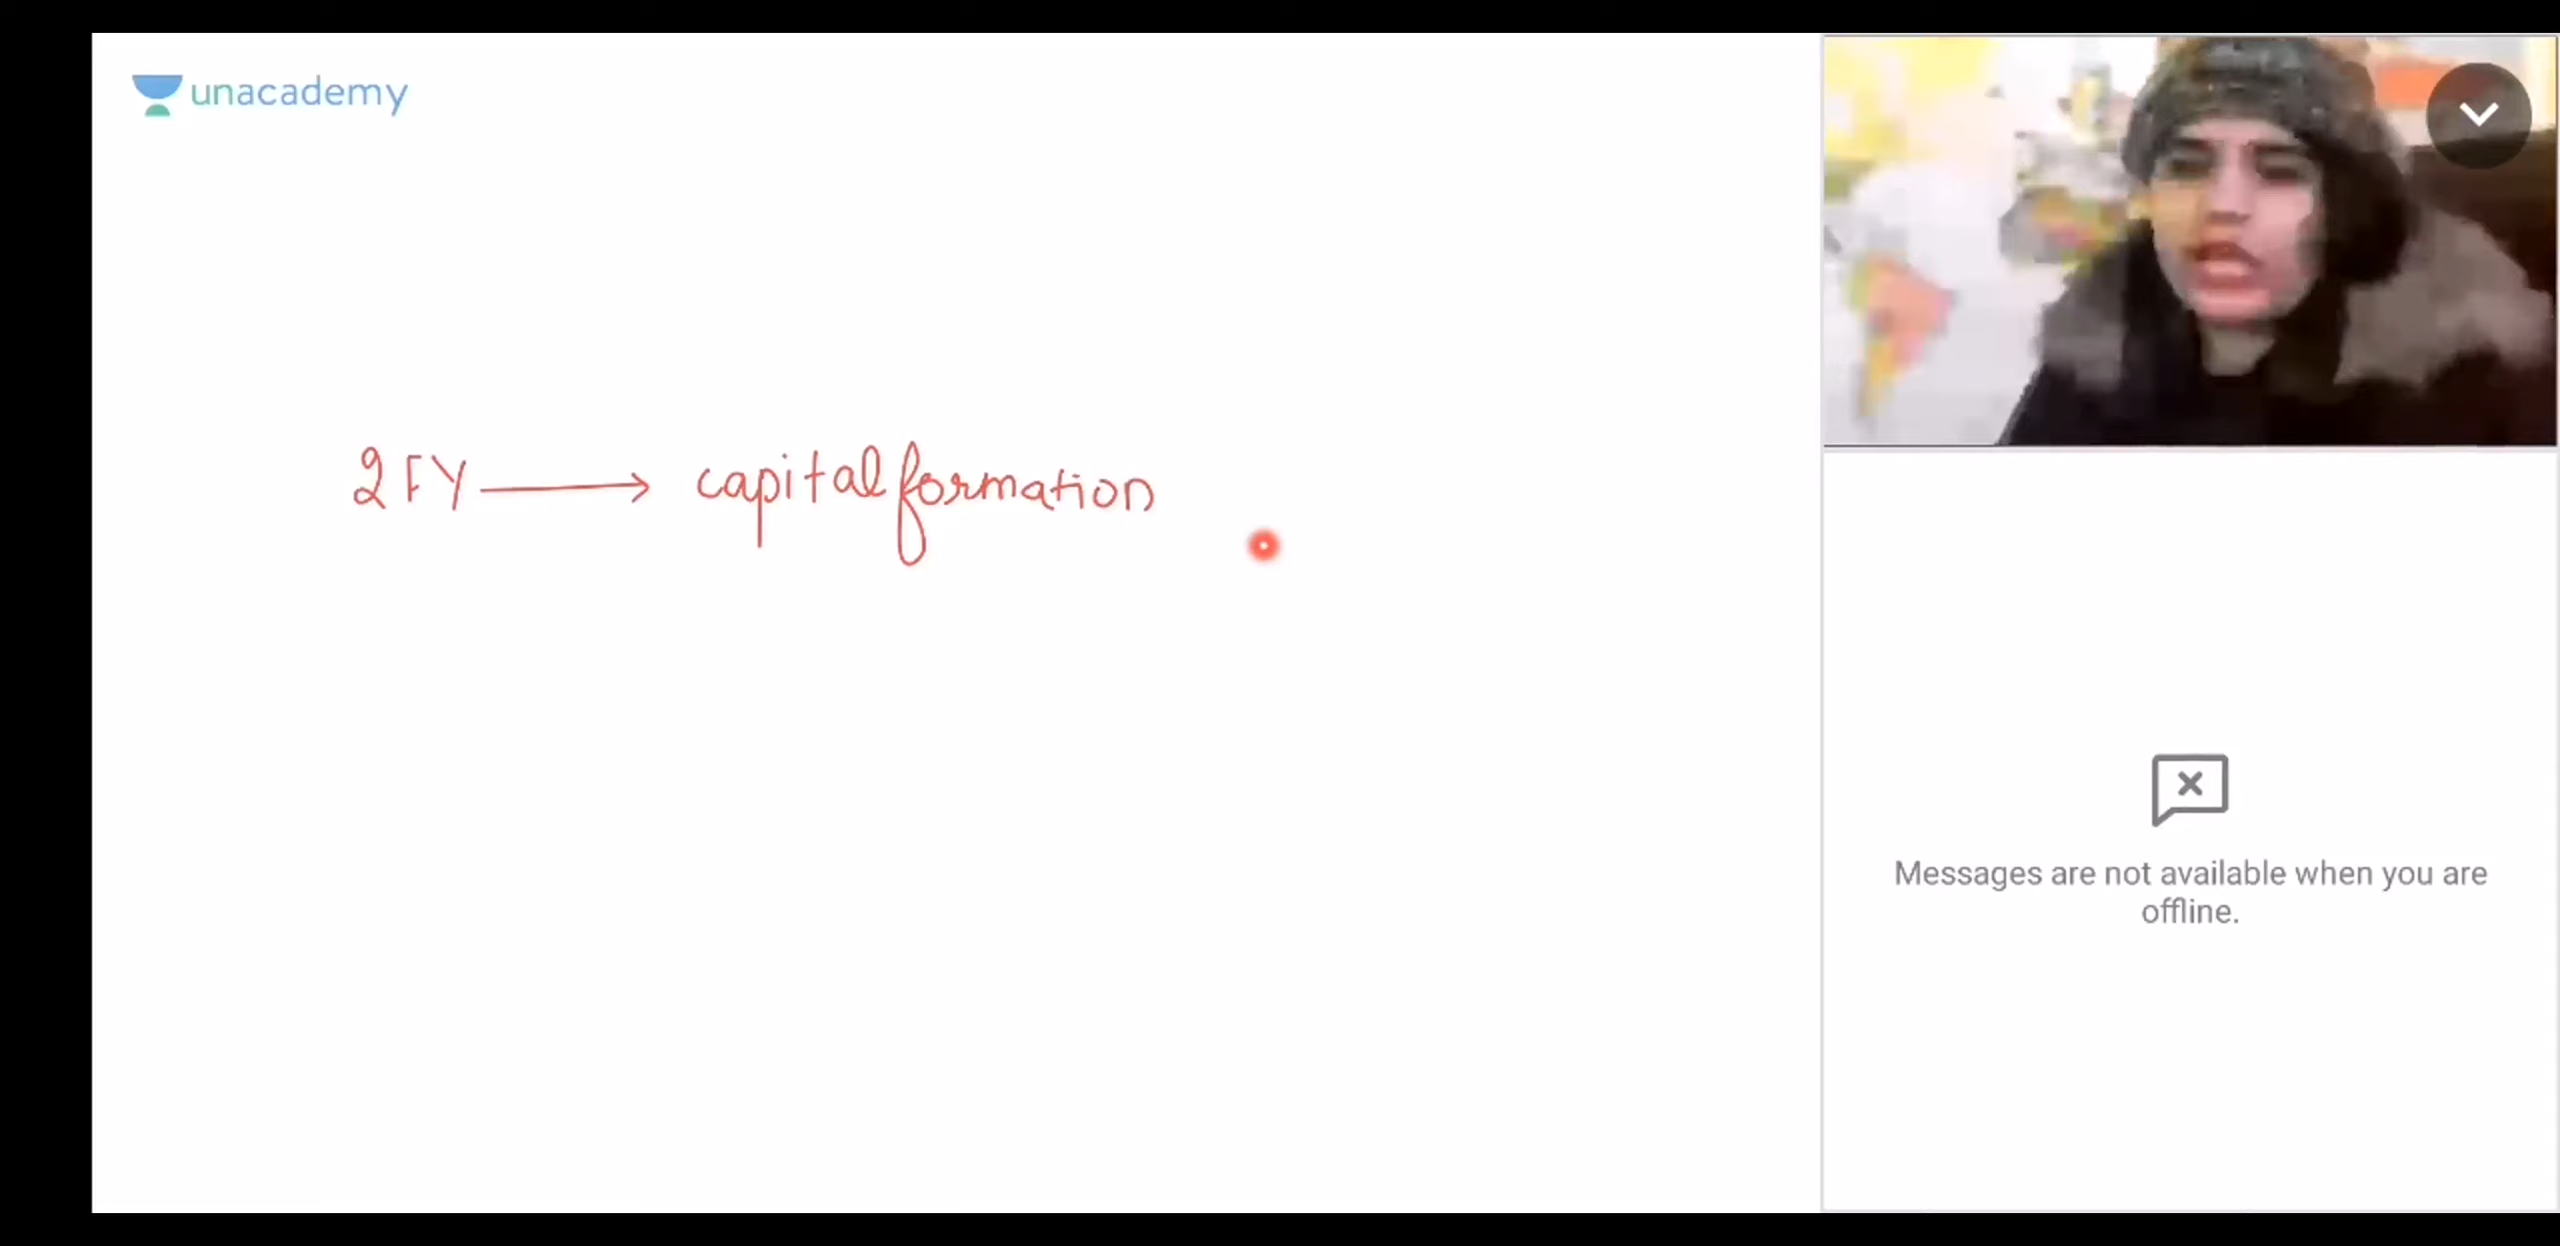 unacademy
2FY → capital formation
Messages are not available when you are
offline.